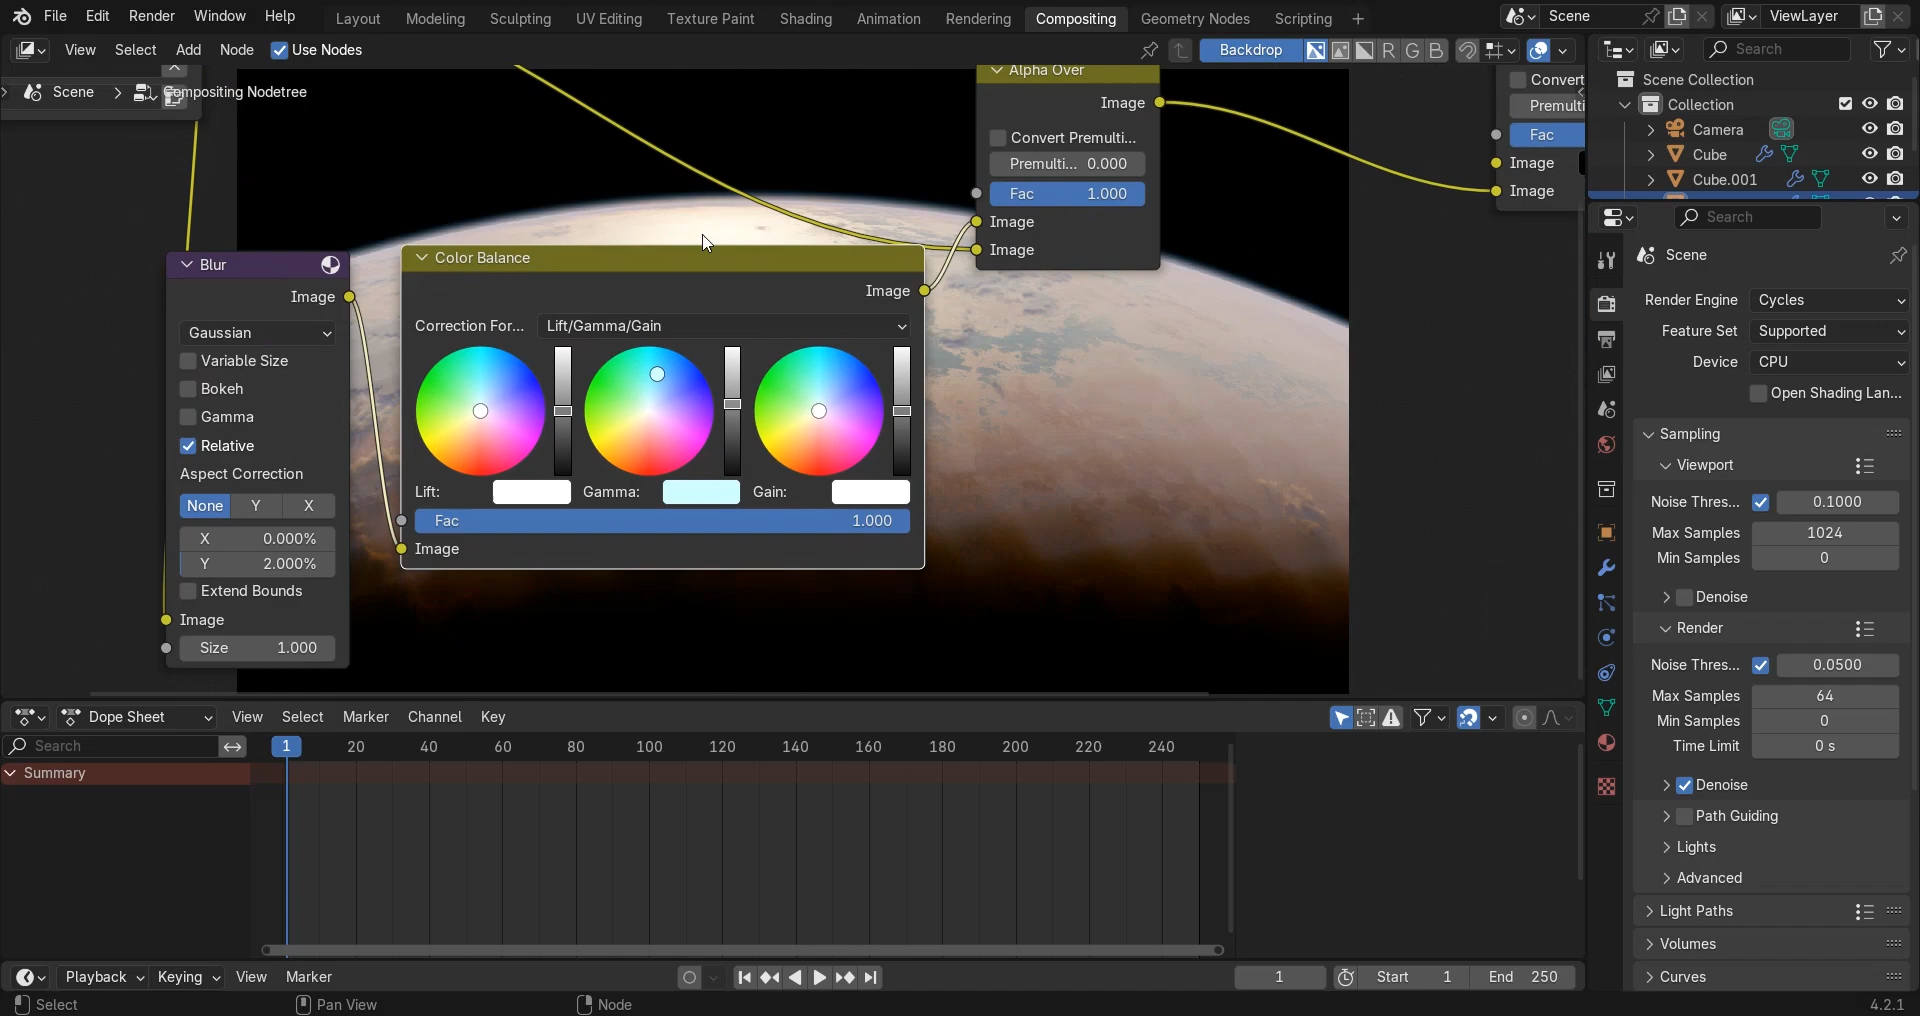 File Edit Render Window Help Layout Modeling Sculpting UV Editing Texture Paint Shading Animation Rendering Compositing Geometry Nodes Scripting Scene ViewLayer
View Select Add Node Use Nodes Backdrop R G B Search
Scene Compositing Nodetree
Alpha Over
Image
Convert Premulti...
Premulti... 0.000
Fac 1.000
Image
Image
Convert
Premulti
Fac
Image
Image
Blur
Image
Gaussian
Variable Size
Bokeh
Gamma
Relative
Aspect Correction
None Y X
X 0.000%
Y 2.000%
Extend Bounds
Image
Size 1.000
Color Balance
Image
Correction For... Lift/Gamma/Gain
Lift: Gamma: Gain:
Fac 1.000
Image
Scene Collection
Collection
Camera
Cube
Cube.001
Search
Scene
Render Engine Cycles
Feature Set Supported
Device CPU
Open Shading Lan...
Sampling
Viewport
Noise Thres... 0.1000
Max Samples 1024
Min Samples 0
Denoise
Render
Noise Thres... 0.0500
Max Samples 64
Min Samples 0
Time Limit 0 s
Denoise
Path Guiding
Lights
Advanced
Light Paths
Volumes
Curves
Dope Sheet View Select Marker Channel Key
Search 1 20 40 60 80 100 120 140 160 180 200 220 240
Summary
Playback Keying View Marker 1 Start 1 End 250
Select Pan View Node 4.2.1